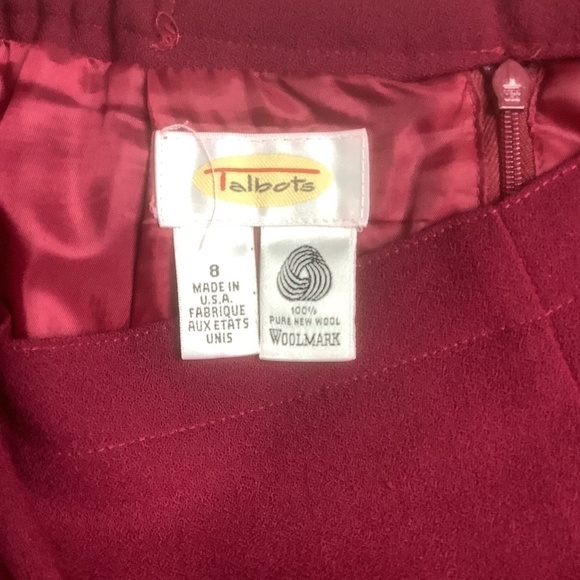 Talbots
8
MADE IN
U.S.A.
FABRIQUE
AUX ETATS
UNIS
100%
PURE NEW WOOL
WOOLMARK